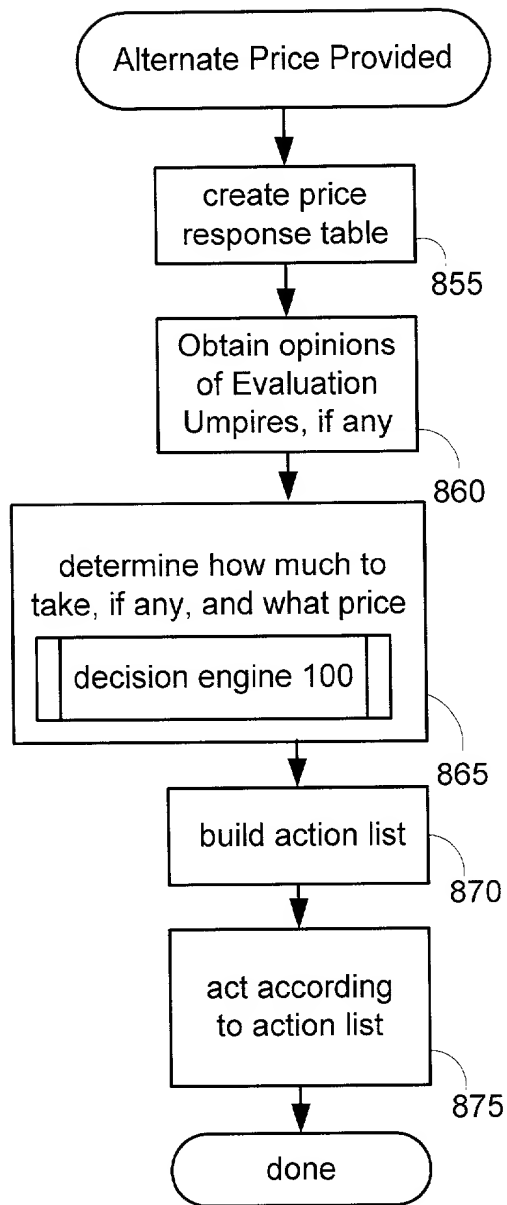 Alternate Price Provided
create price
response table
855
Obtain opinions
of Evaluation
Umpires, if any
860
determine how much to
take, if any, and what price
decision engine 100
865
build action list
870
act according
to action list
875
done